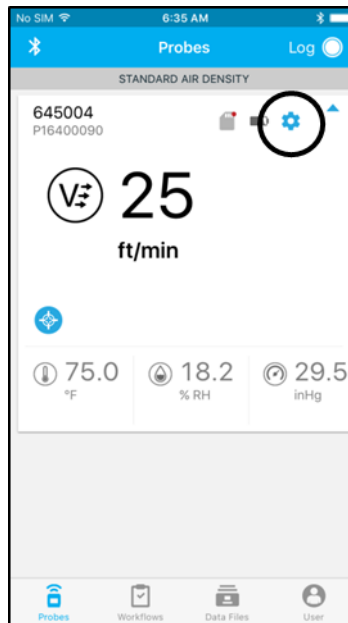 No SIM 6:35 AM
Probes Log
STANDARD AIR DENSITY
645004
P16400090
V 25
ft/min
75.0 18.2 29.5
°F % RH inHg
Probes Workflows Data Files User